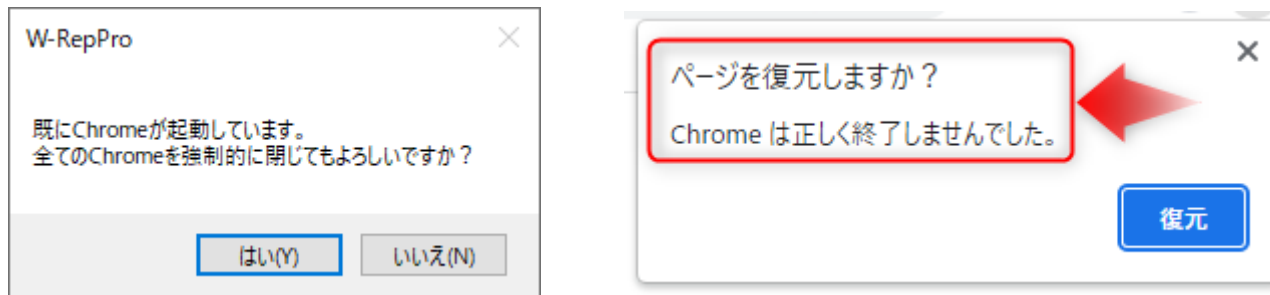 W-RepPro
既にChromeが起動しています。
全てのChromeを強制的に閉じてもよろしいですか？
はい(Y)
いいえ(N)
ページを復元しますか？
Chrome は正しく終了しませんでした。
復元